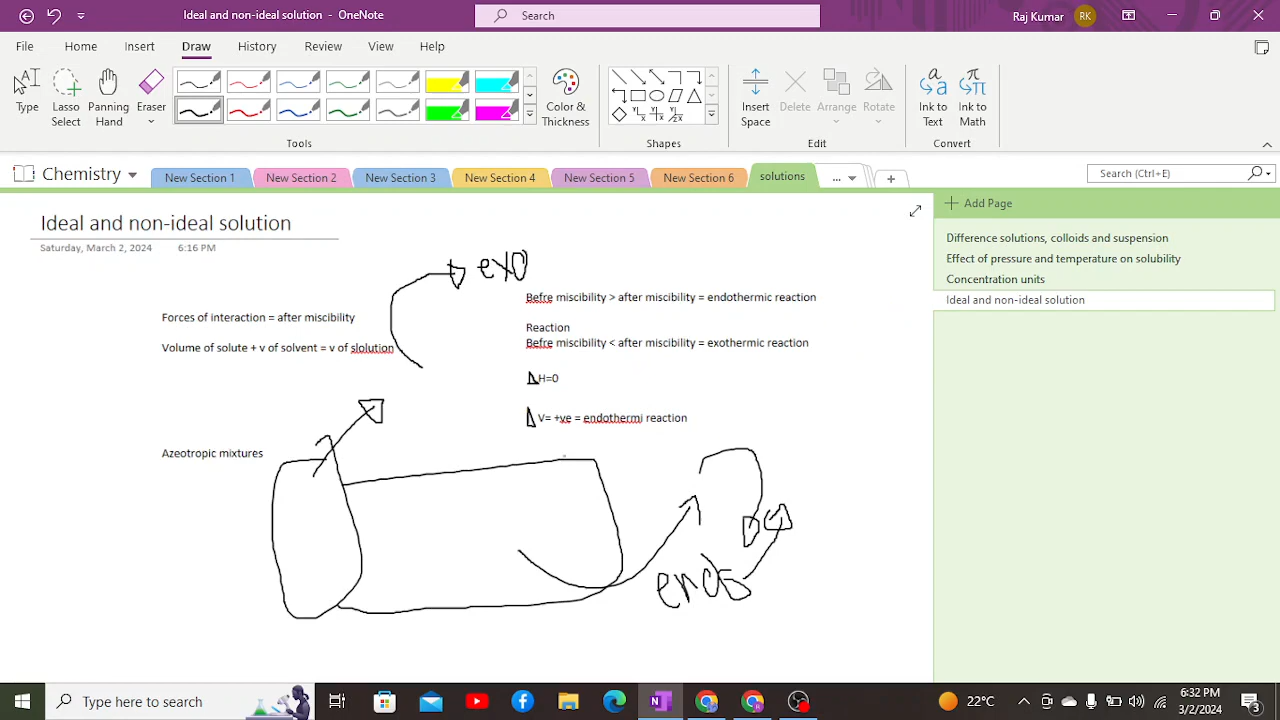 Ideal and non-ideal solution - OneNote
Search
Raj Kumar
RK
File
Home
Insert
Draw
History
Review
View
Help
Type
Lasso Select
Panning Hand
Eraser
Color & Thickness
Insert Space
Delete
Arrange
Rotate
Ink to Text
Ink to Math
Tools
Shapes
Edit
Convert
Chemistry
New Section 1
New Section 2
New Section 3
New Section 4
New Section 5
New Section 6
solutions
...
Search (Ctrl+E)
Ideal and non-ideal solution
Saturday, March 2, 2024
6:16 PM
Add Page
Difference solutions, colloids and suspension
Effect of pressure and temperature on solubility
Concentration units
Ideal and non-ideal solution
exo
Befre miscibility > after miscibility = endothermic reaction
Forces of interaction = after miscibility
Reaction
Befre miscibility < after miscibility = exothermic reaction
Volume of solute + v of solvent = v of slolution
ΔH=0
Δ V= +ve = endothermi reaction
Azeotropic mixtures
endo
Type here to search
22°C
6:32 PM
3/2/2024
3